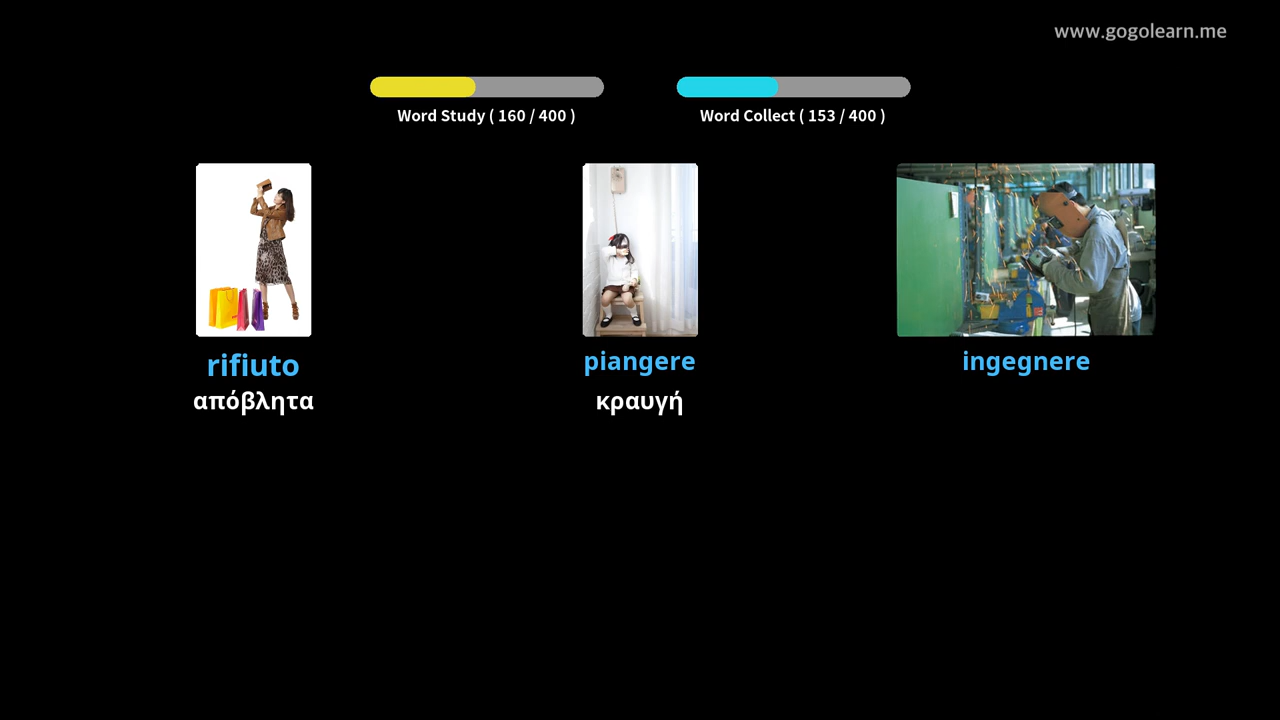 www.gogolearn.me
Word Study ( 160 / 400 )
Word Collect ( 153 / 400 )
rifiuto
απόβλητα
piangere
κραυγή
ingegnere